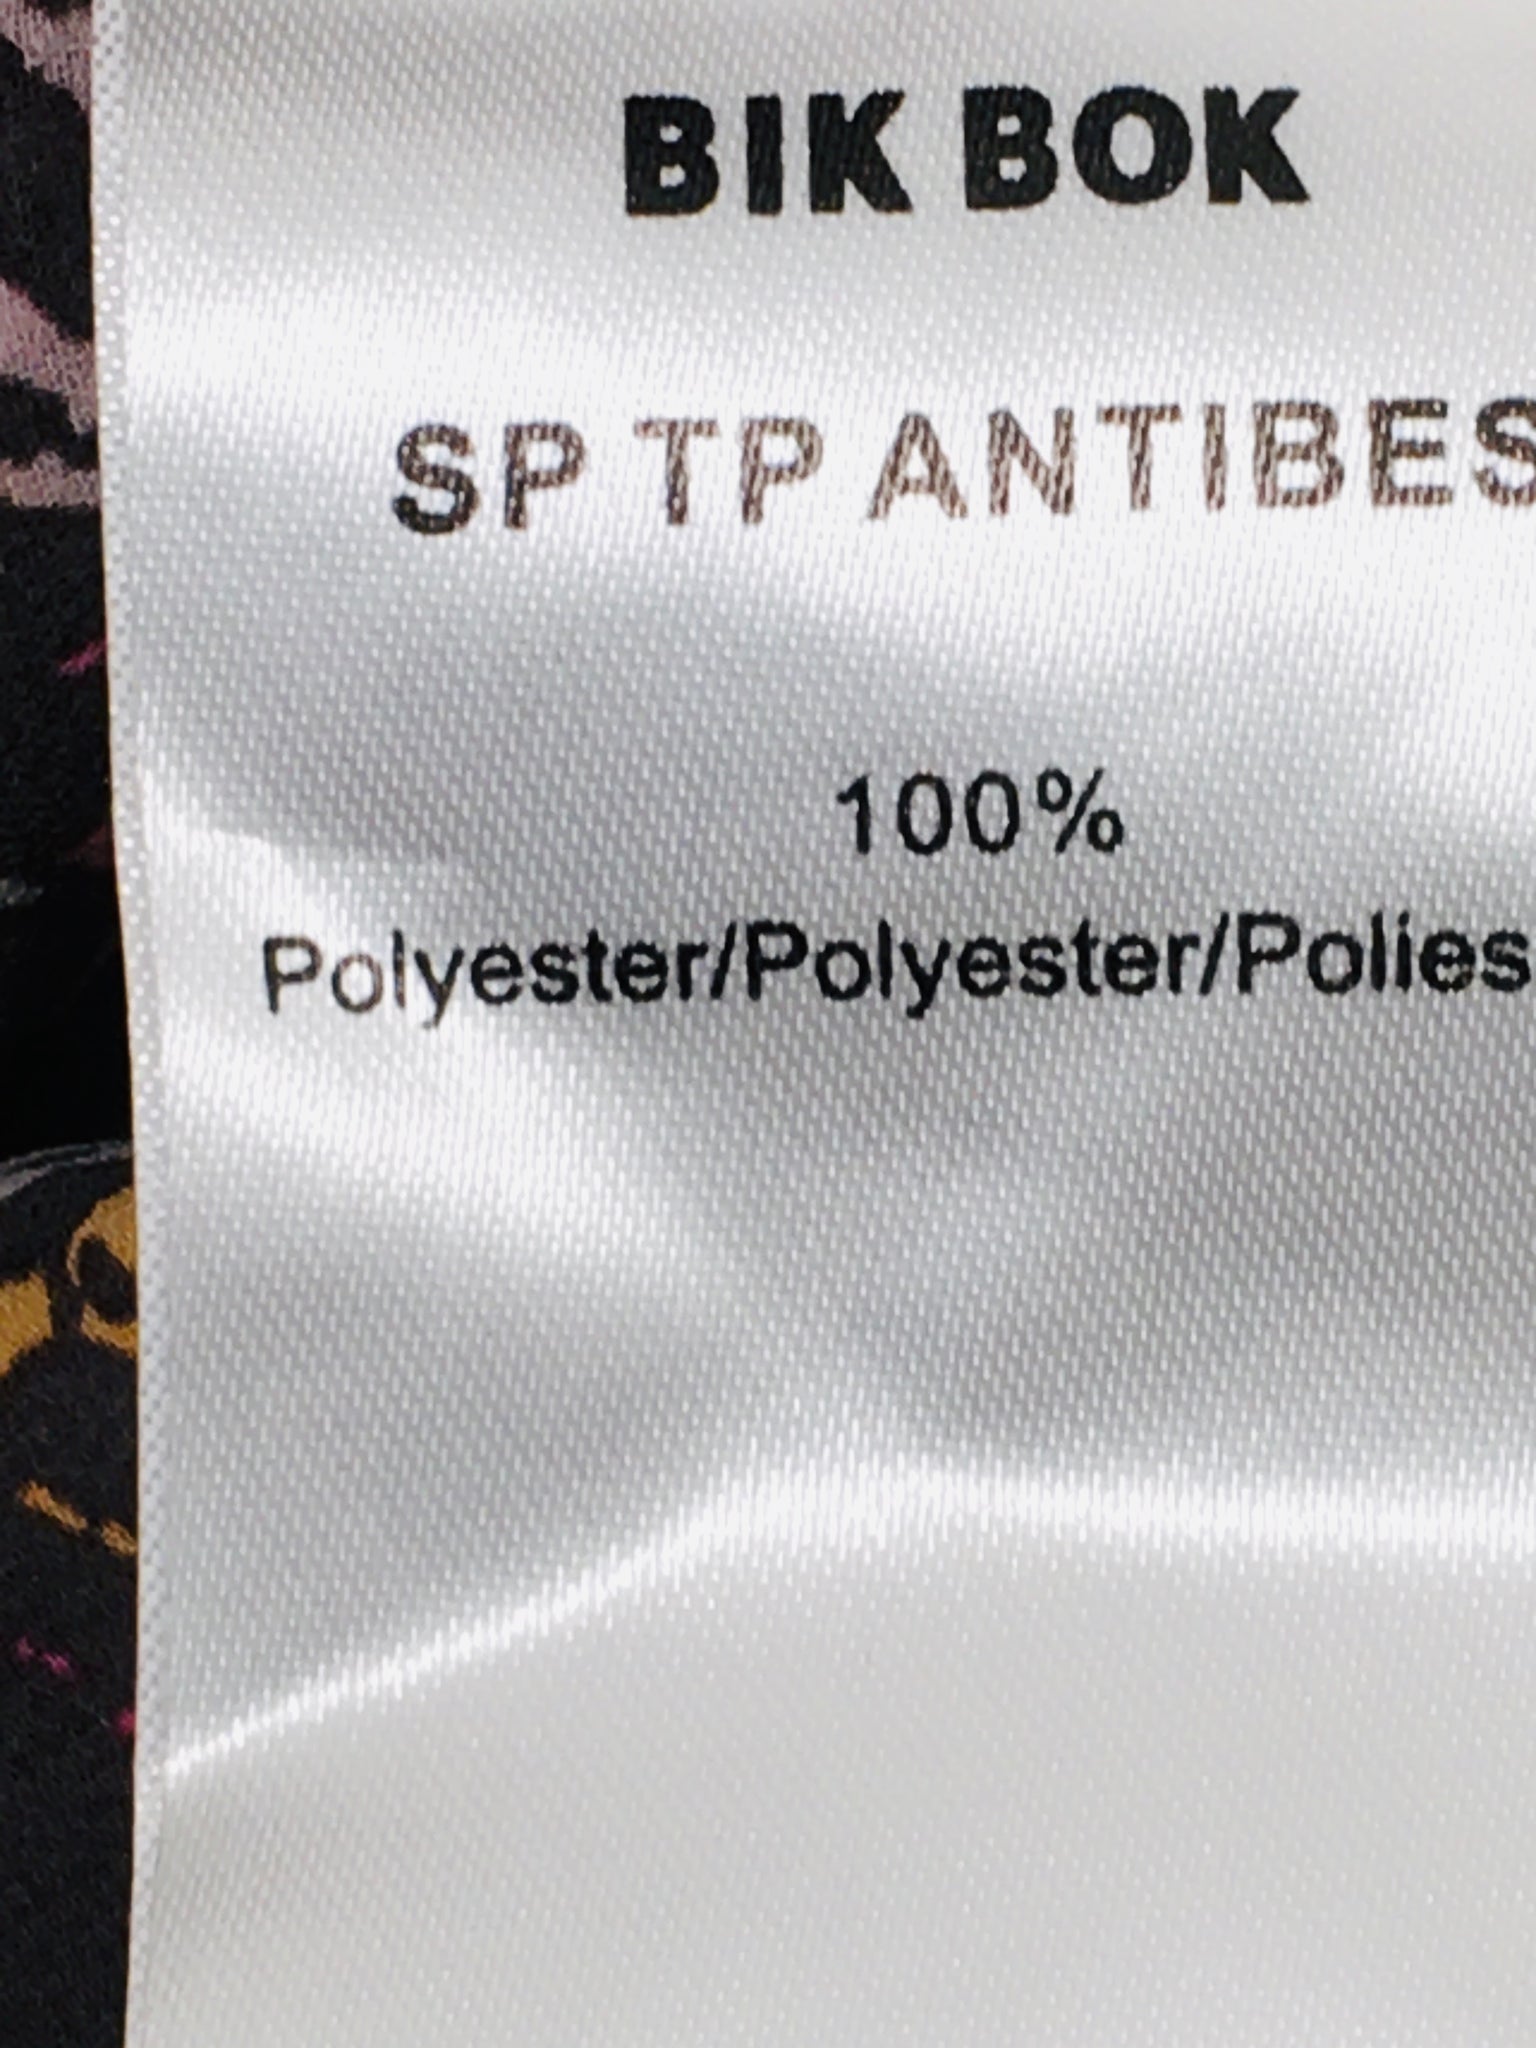 BIK BOK
SP TP ANTIBES
100%
Polyester/Polyester/Polies